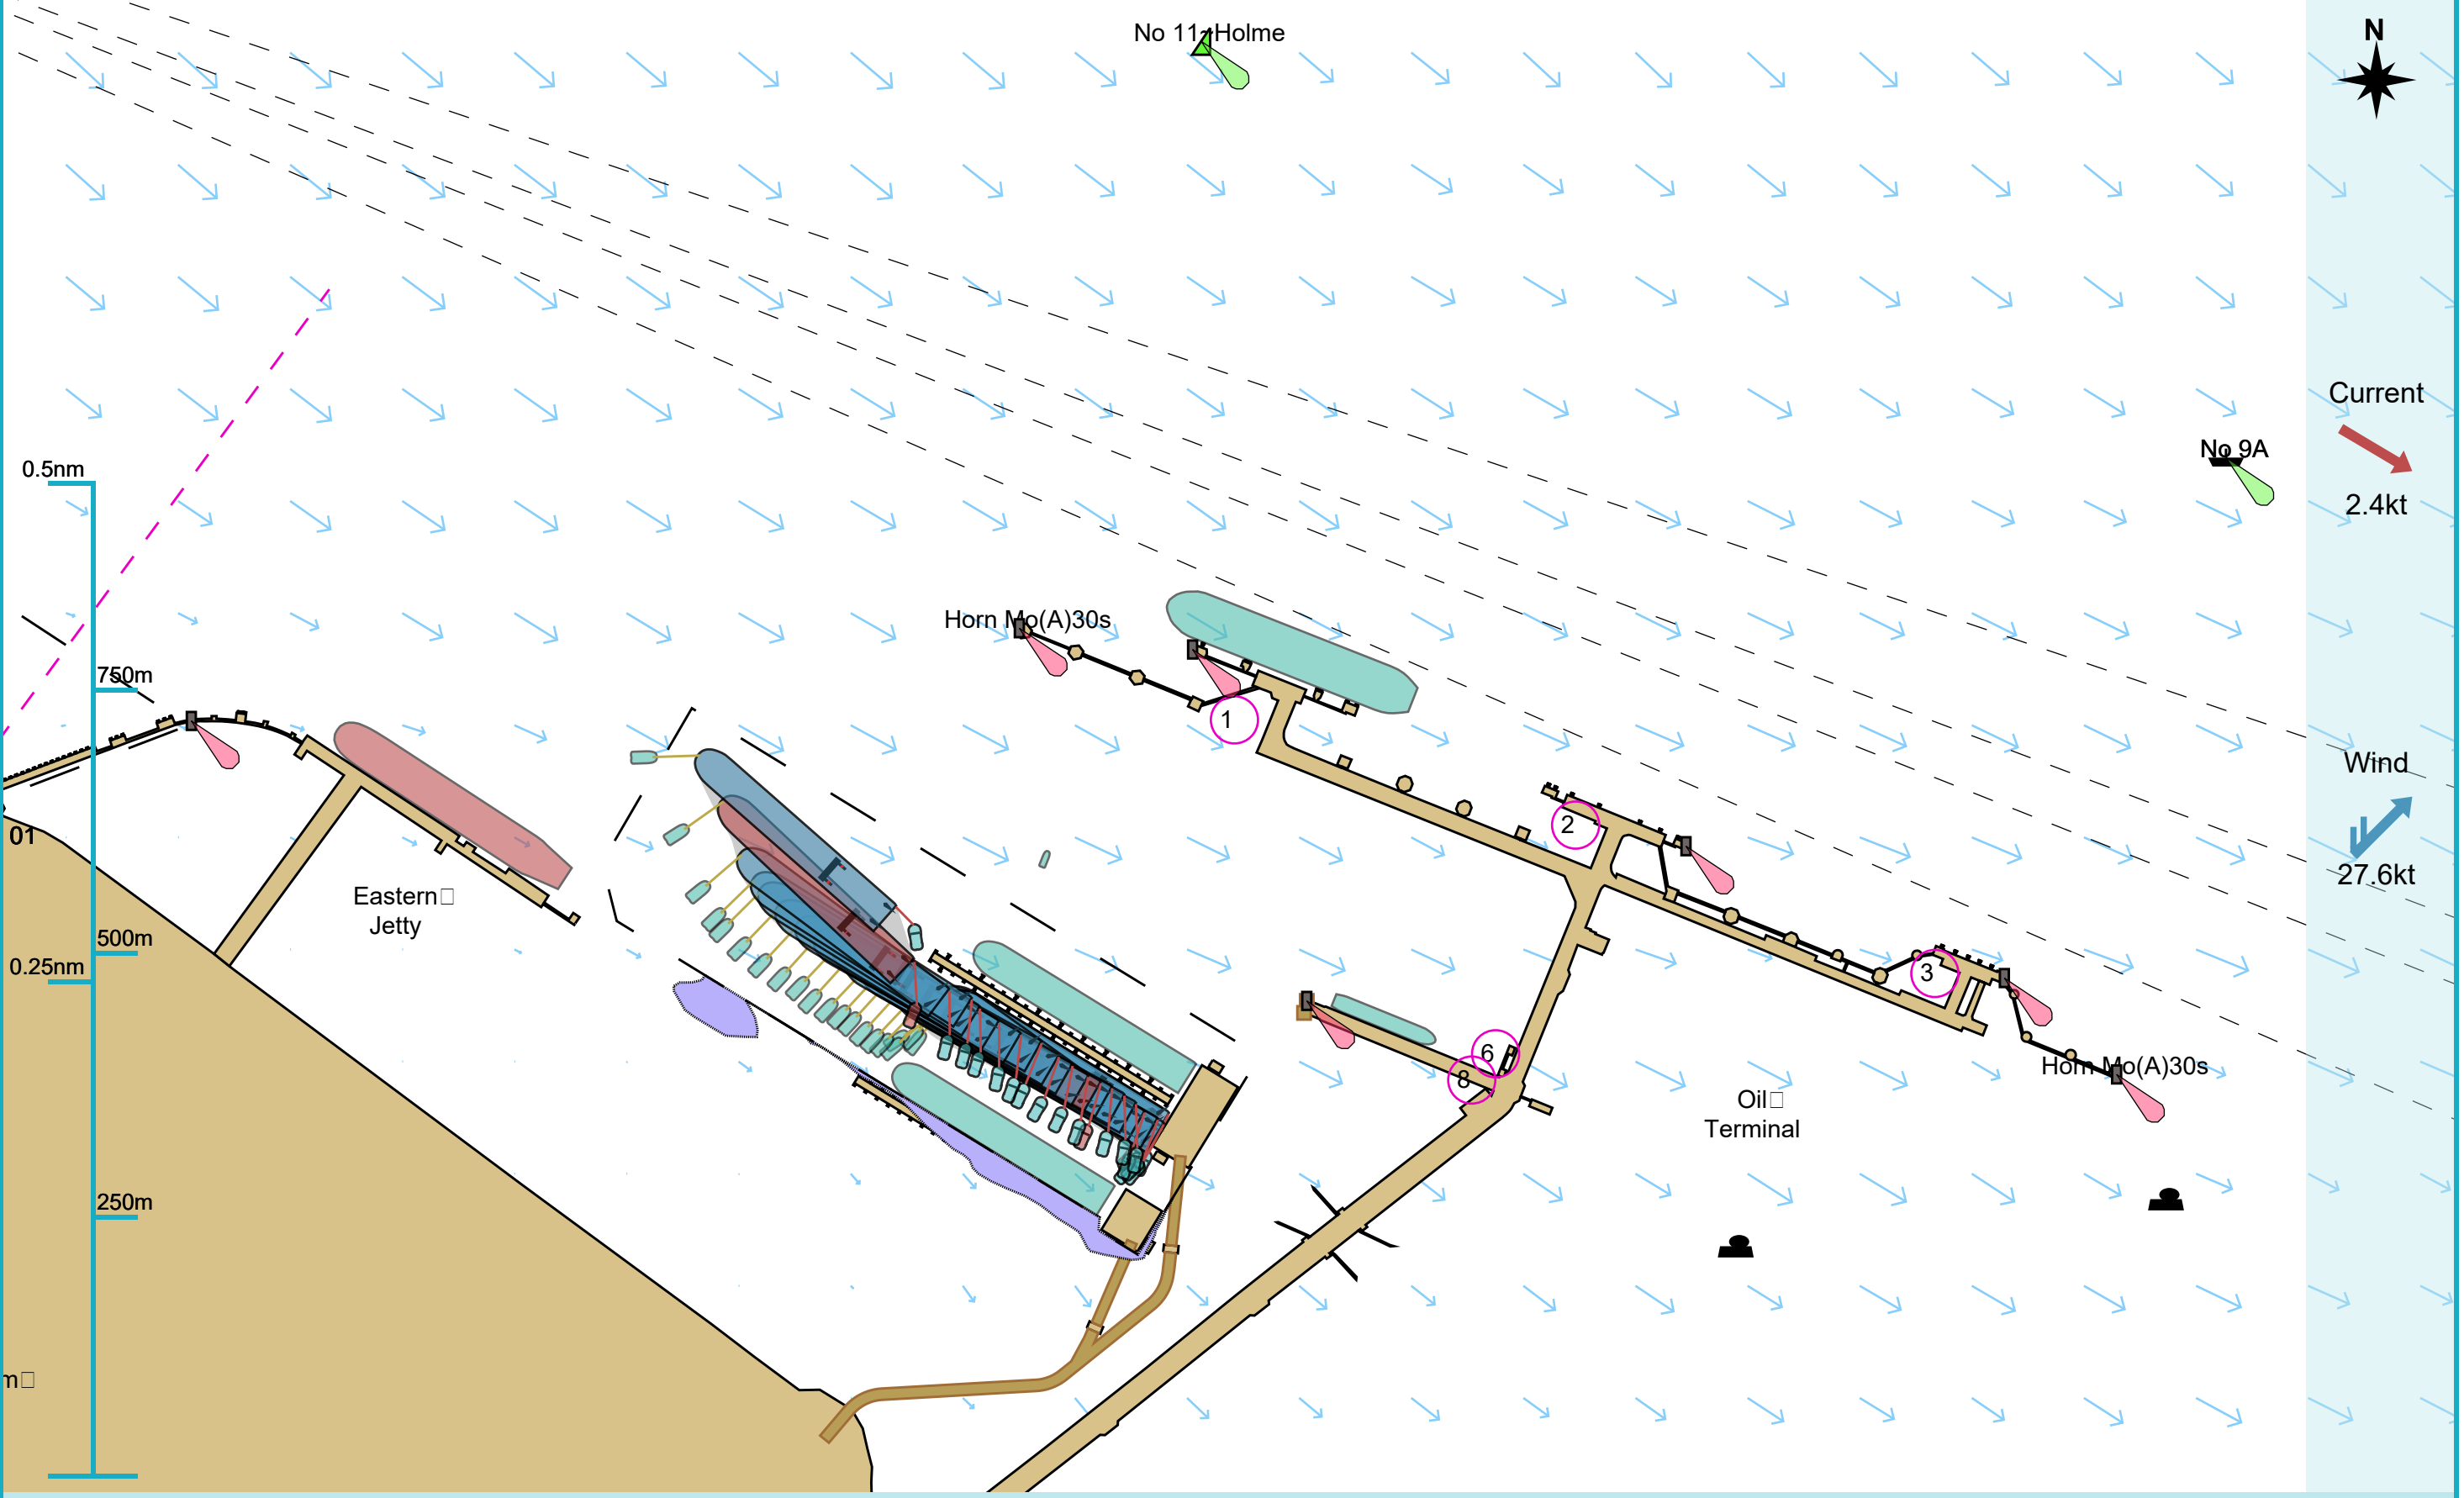 No 11-Holme
N
Current
No 9A
0.5nm
2.4kt
Horn Mo(A)30s
750m
1
Wind
2
01
27.6kt
Eastern
Jetty
500m
0.25nm
3
6
8
Horn Mo(A)30s
Oil
Terminal
250m